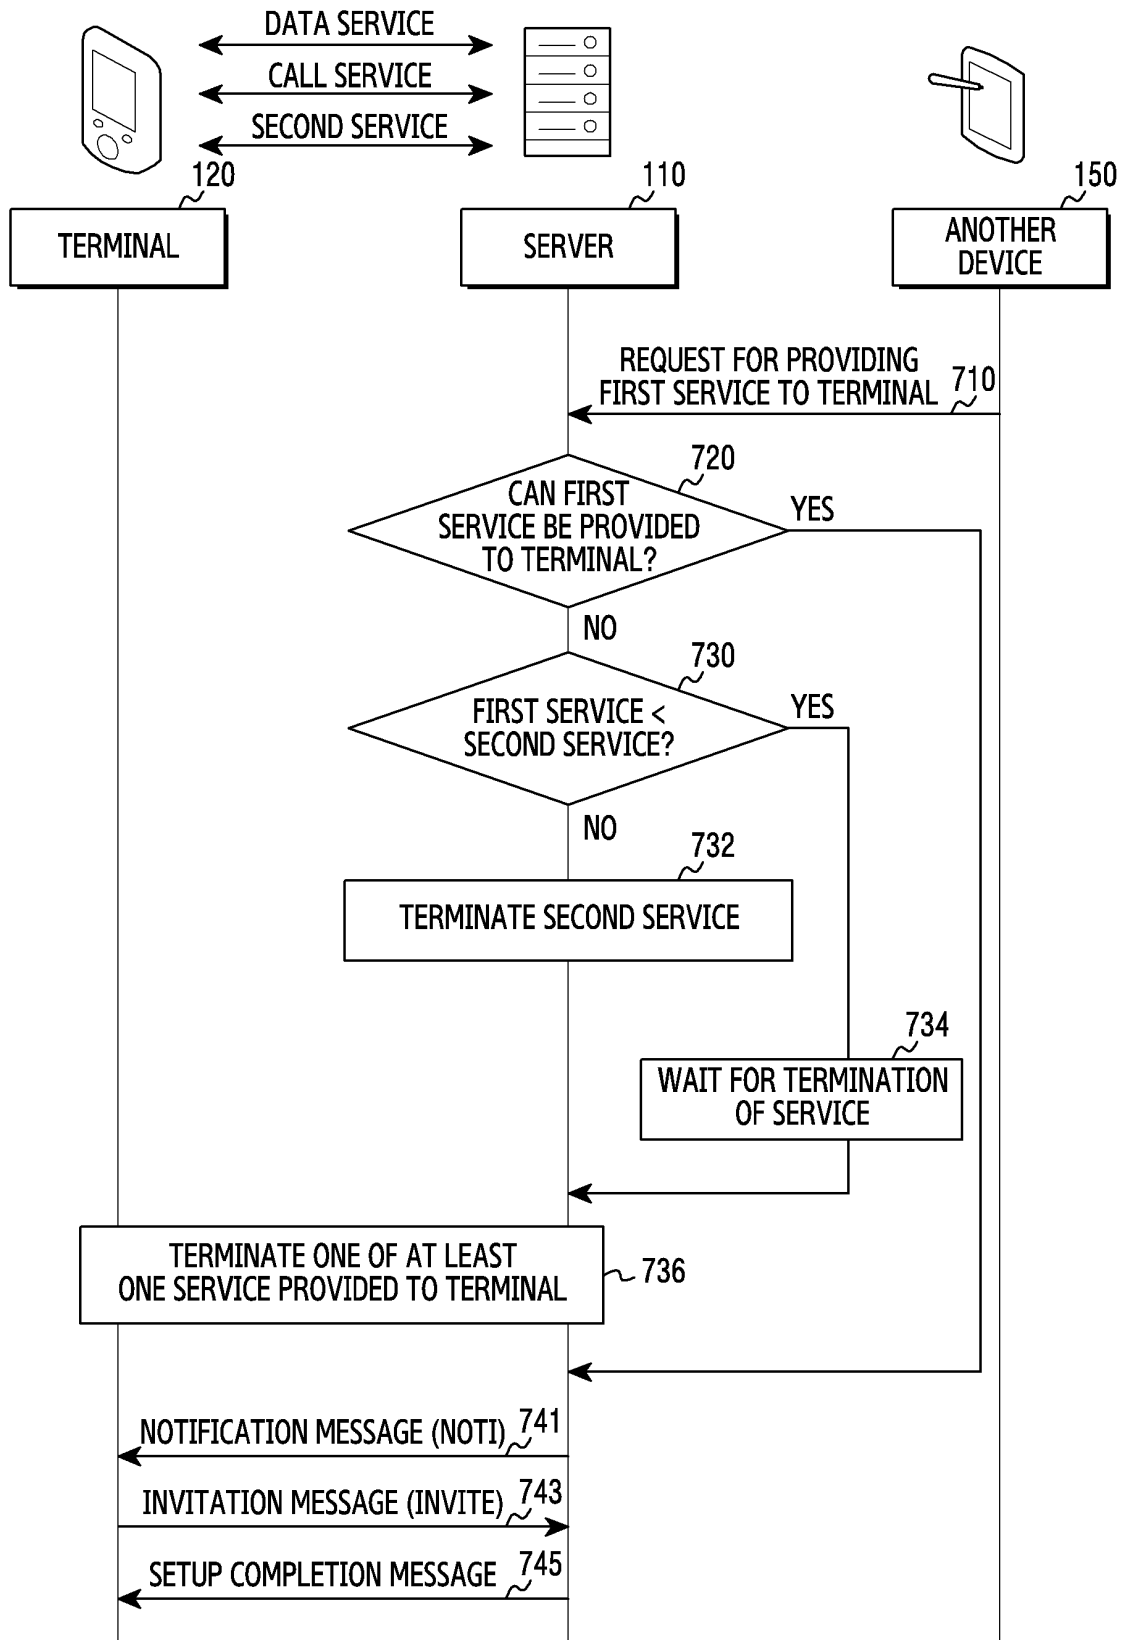 DATA SERVICE
CALL SERVICE
SECOND SERVICE
120
110
150
TERMINAL
SERVER
ANOTHER
DEVICE
REQUEST FOR PROVIDING
FIRST SERVICE TO TERMINAL
710
720
CAN FIRST
SERVICE BE PROVIDED
TO TERMINAL?
YES
NO
730
FIRST SERVICE <
SECOND SERVICE?
YES
NO
732
TERMINATE SECOND SERVICE
734
WAIT FOR TERMINATION
OF SERVICE
TERMINATE ONE OF AT LEAST
ONE SERVICE PROVIDED TO TERMINAL
736
NOTIFICATION MESSAGE (NOTI)
741
INVITATION MESSAGE (INVITE)
743
SETUP COMPLETION MESSAGE
745